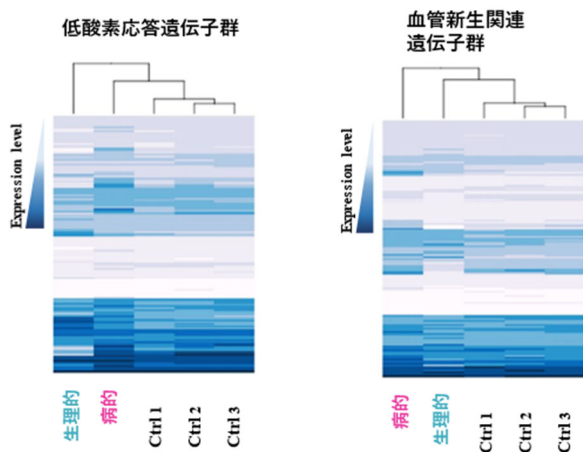 低酸素応答遺伝子群
血管新生関連
遺伝子群
Expression level
生理的
病的
Ctrl 1
Ctrl 2
Ctrl 3
Expression level
病的
生理的
Ctrl 1
Ctrl 2
Ctrl 3